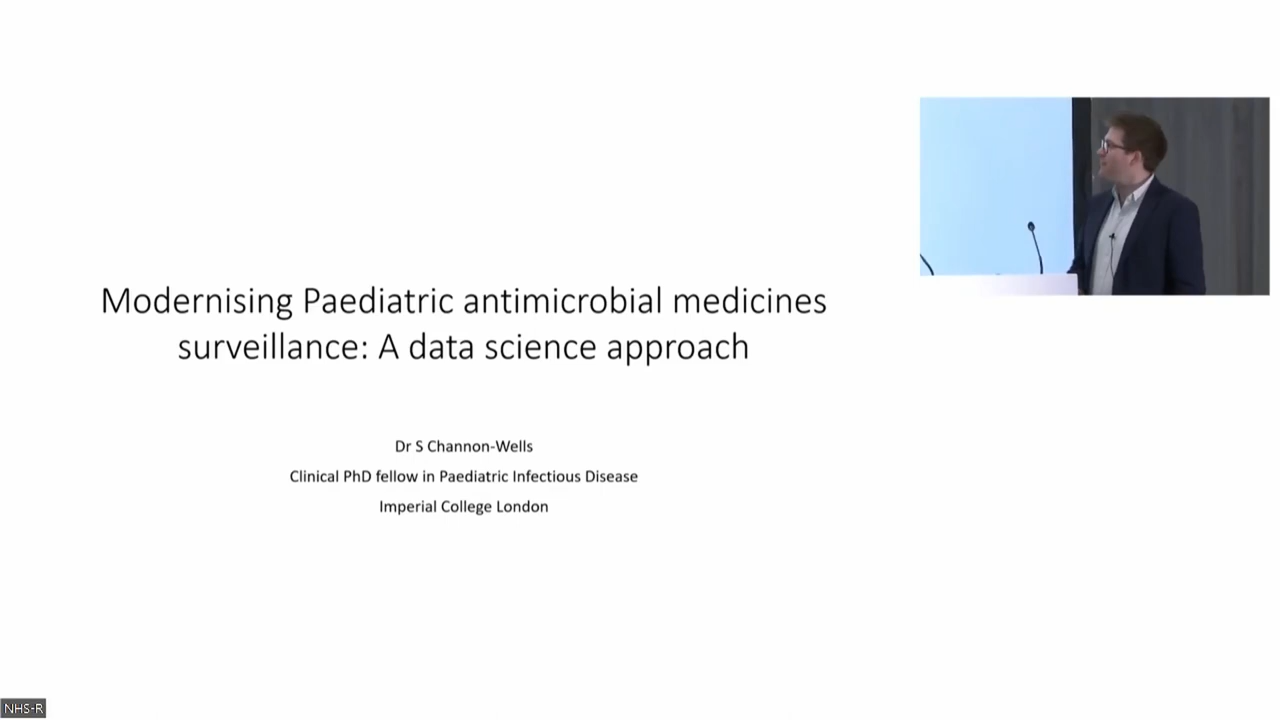 Modernising Paediatric antimicrobial medicines
surveillance: A data science approach
Dr S Channon-Wells
Clinical PhD fellow in Paediatric Infectious Disease
Imperial College London
NHS-R